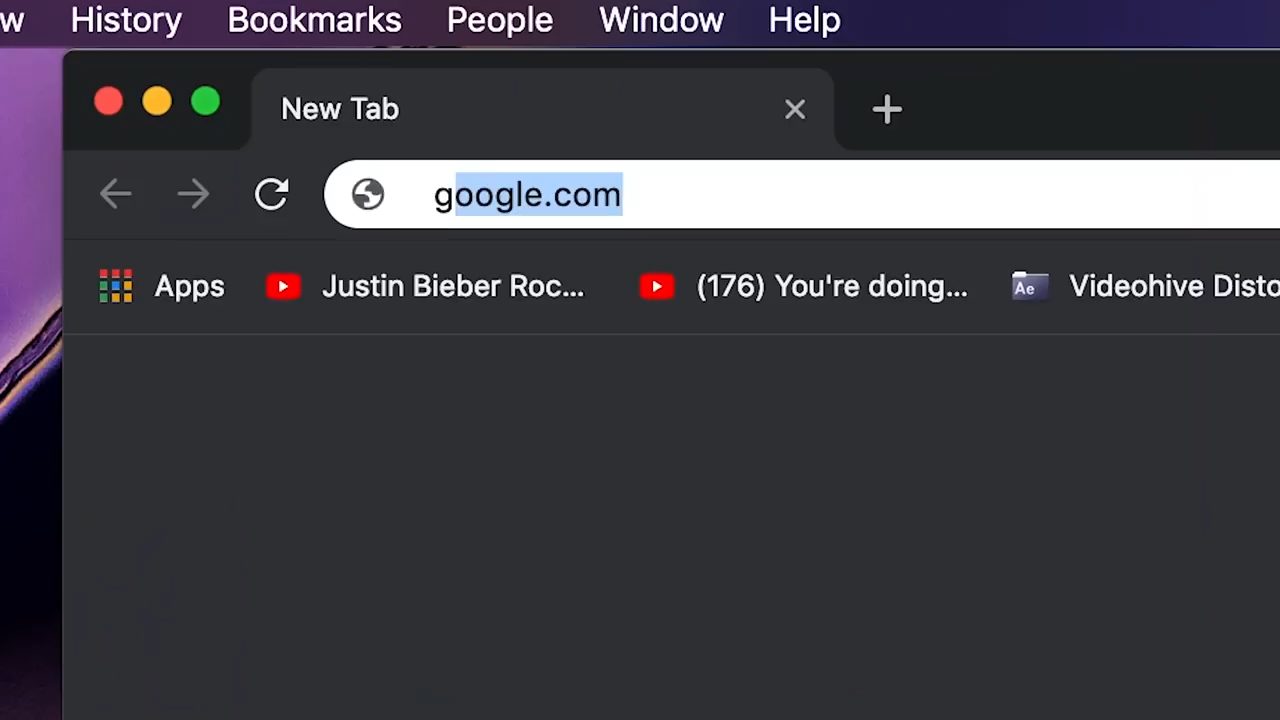 w History Bookmarks People Window Help
New Tab
google.com
Apps Justin Bieber Roc... (176) You're doing... Ae Videohive Disto